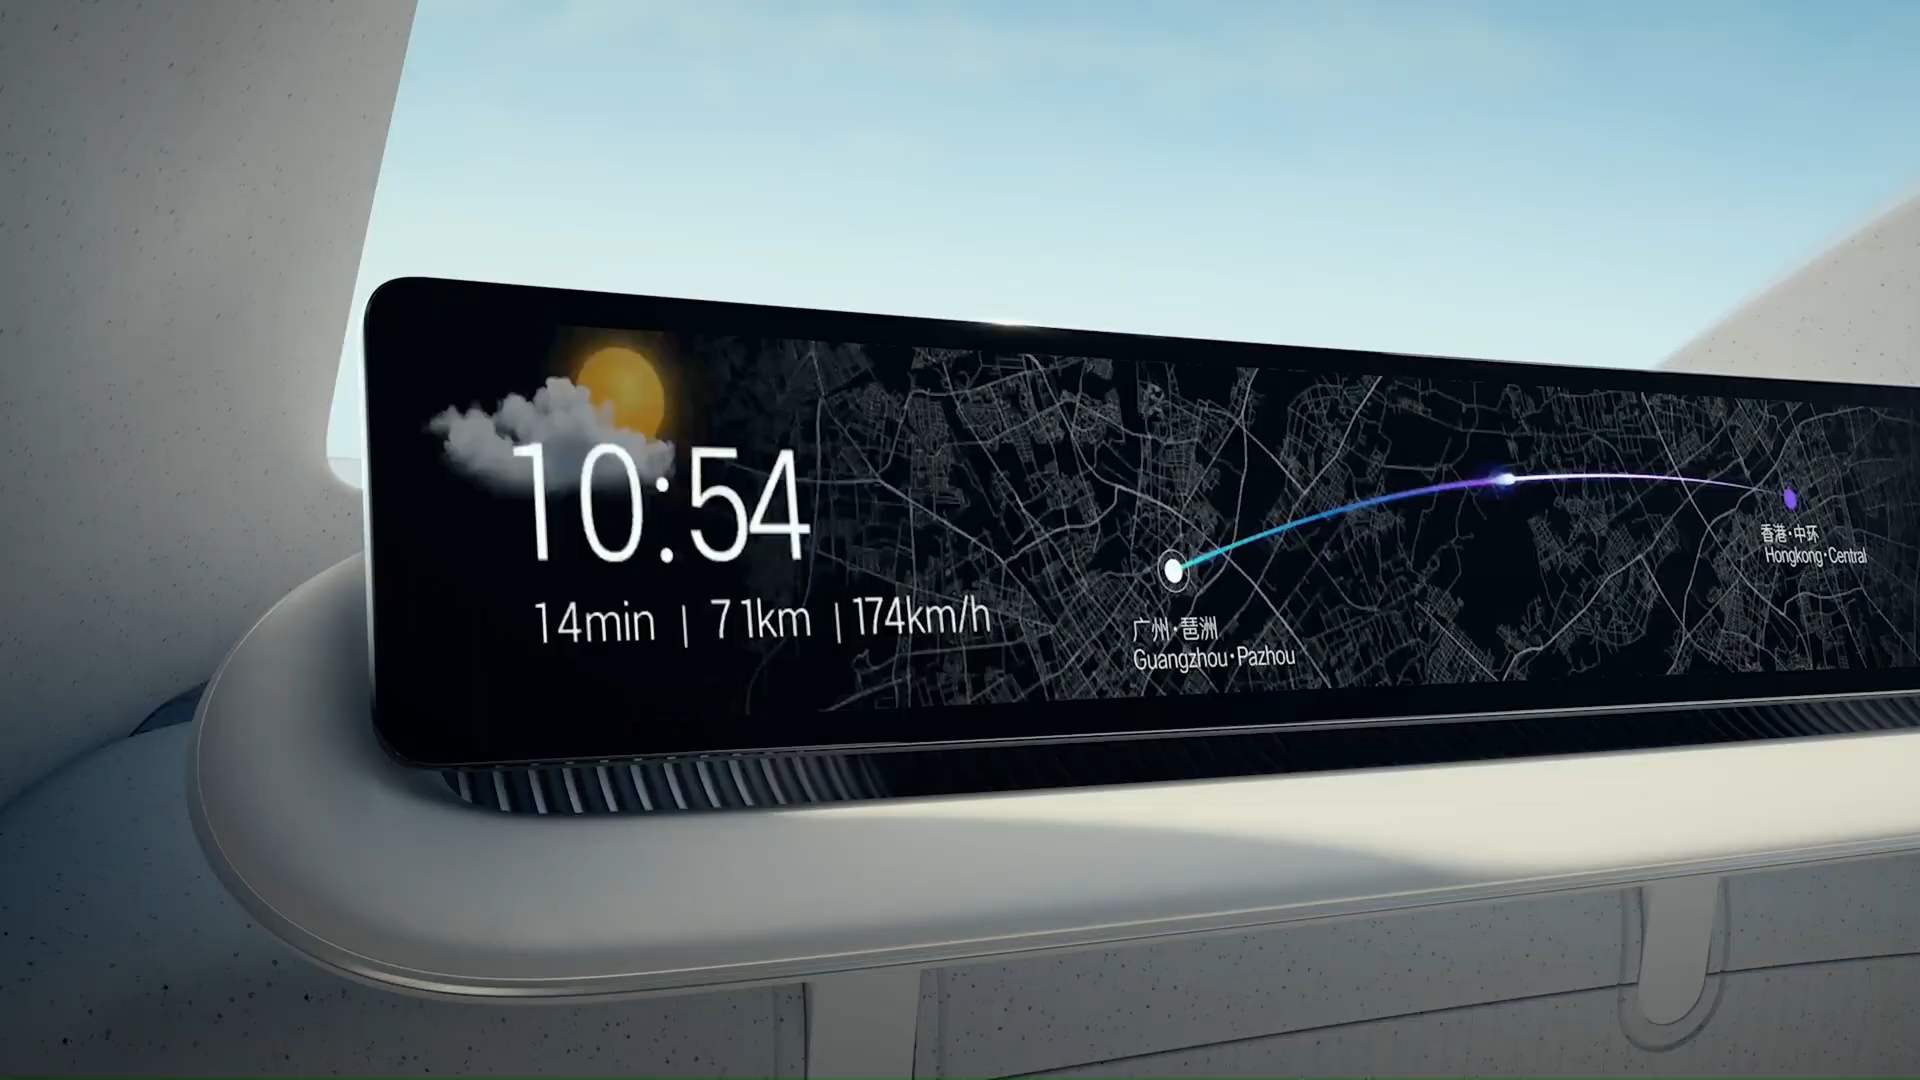 10:54
14min | 71km | 174km/h
广州·琶洲
Guangzhou·Pazhou
香港·中环
Hongkong·Central